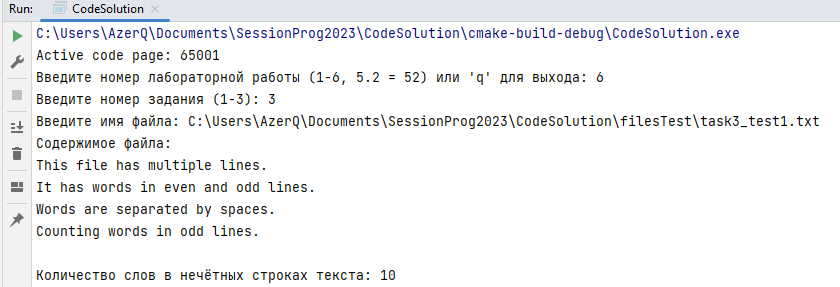 Run: CodeSolution
C:\Users\AzerQ\Documents\SessionProg2023\CodeSolution\cmake-build-debug\CodeSolution.exe
Active code page: 65001
Введите номер лабораторной работы (1-6, 5.2 = 52) или 'q' для выхода: 6
Введите номер задания (1-3): 3
Введите имя файла: C:\Users\AzerQ\Documents\SessionProg2023\CodeSolution\filesTest\task3_test1.txt
Содержимое файла:
This file has multiple lines.
It has words in even and odd lines.
Words are separated by spaces.
Counting words in odd lines.
Количество слов в нечётных строках текста: 10